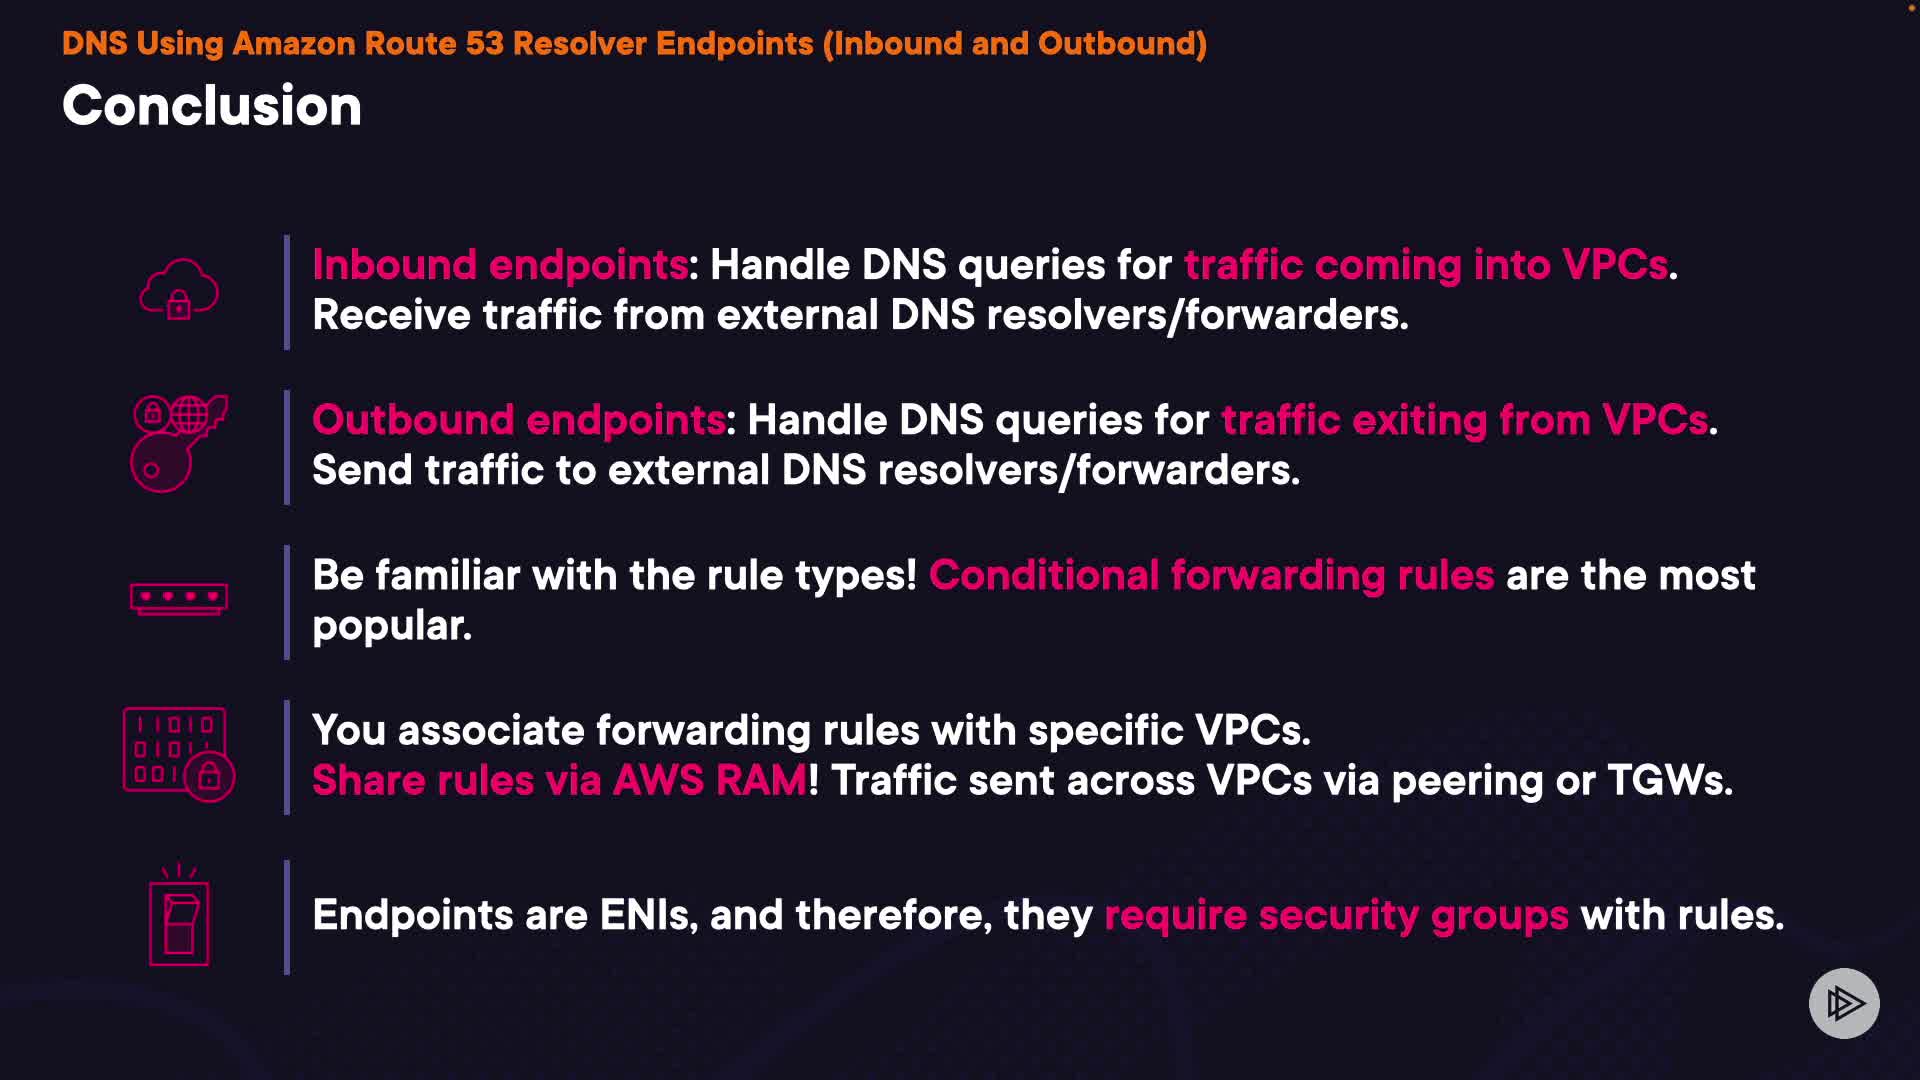 DNS Using Amazon Route 53 Resolver Endpoints (Inbound and Outbound)
Conclusion
Inbound endpoints: Handle DNS queries for traffic coming into VPCs.
Receive traffic from external DNS resolvers/forwarders.
Outbound endpoints: Handle DNS queries for traffic exiting from VPCs.
Send traffic to external DNS resolvers/forwarders.
Be familiar with the rule types! Conditional forwarding rules are the most
popular.
You associate forwarding rules with specific VPCs.
Share rules via AWS RAM! Traffic sent across VPCs via peering or TGWs.
Endpoints are ENIs, and therefore, they require security groups with rules.